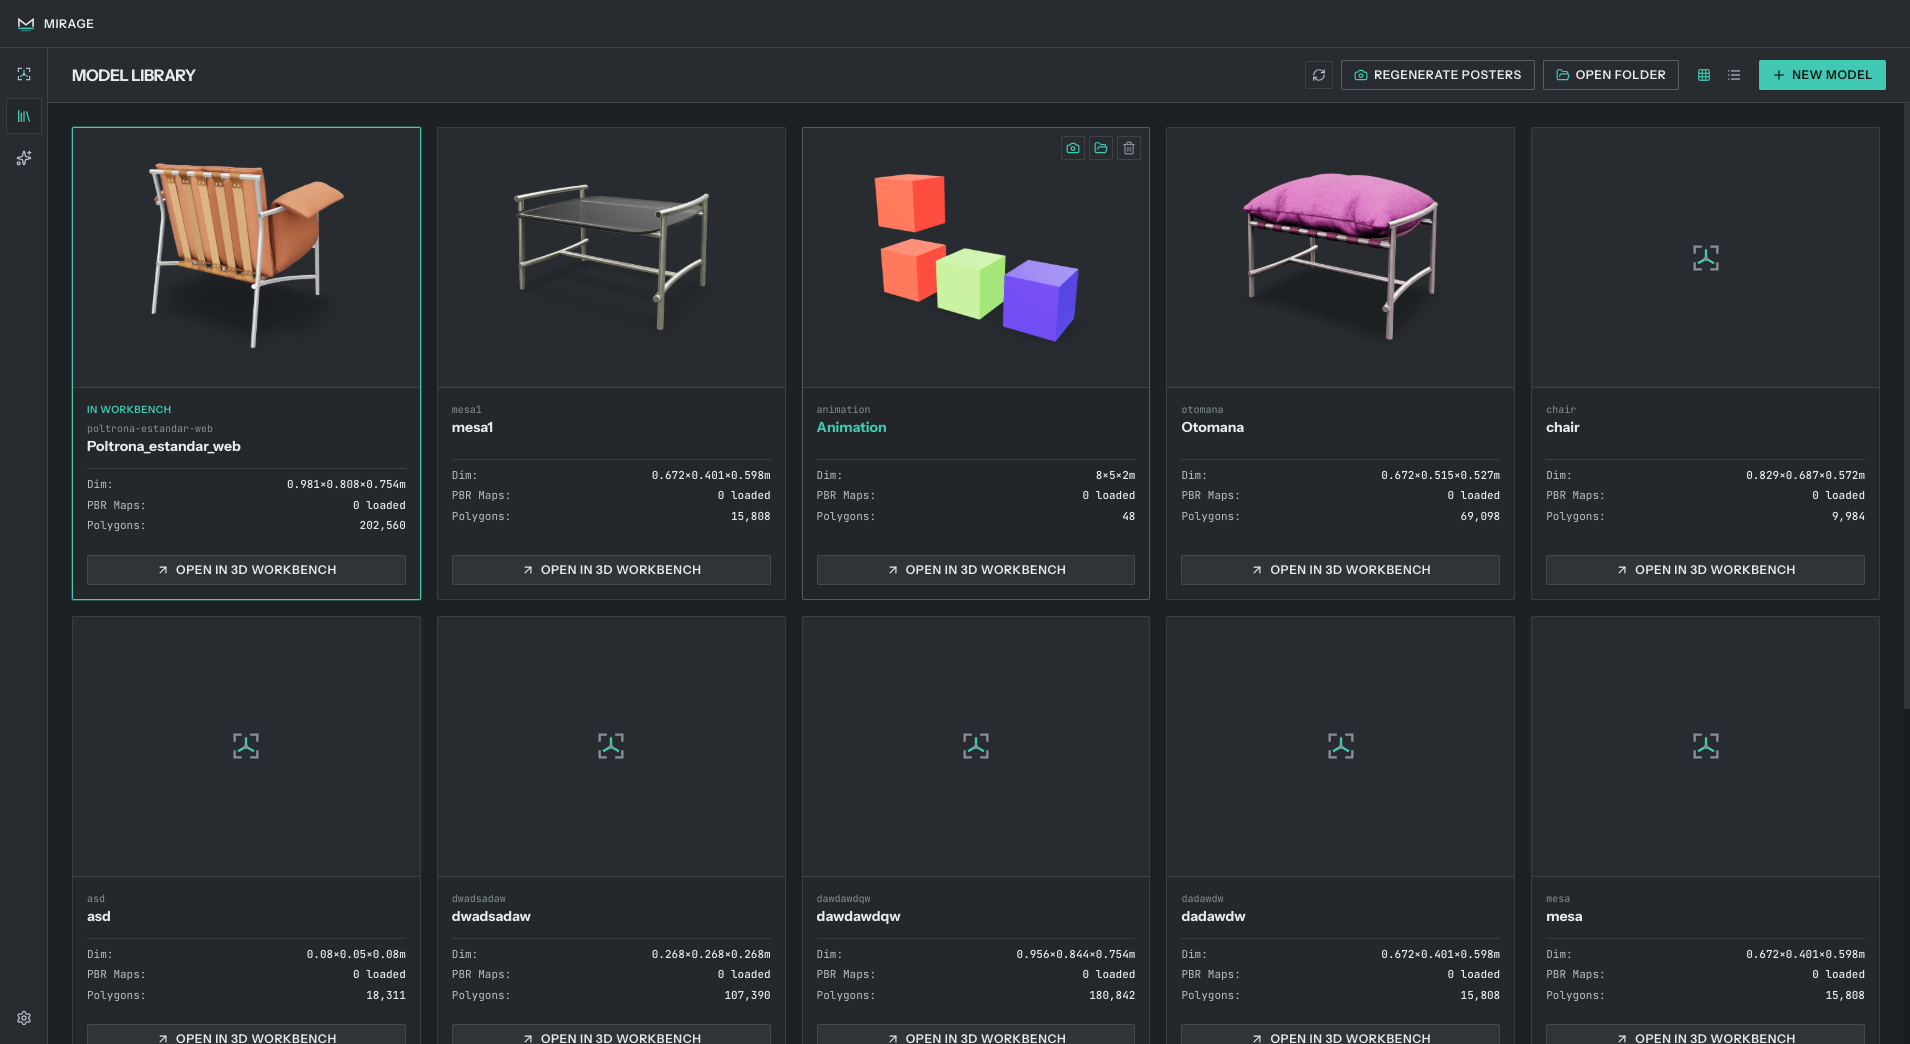 MIRAGE
MODEL LIBRARY
REGENERATE POSTERS
OPEN FOLDER
NEW MODEL
IN WORKBENCH
poltrona-estandar-web
Poltrona_estandar_web
Dim: 0.981×0.808×0.754m
PBR Maps: 0 loaded
Polygons: 202,560
OPEN IN 3D WORKBENCH
mesa1
mesa1
Dim: 0.672×0.401×0.598m
PBR Maps: 0 loaded
Polygons: 15,808
OPEN IN 3D WORKBENCH
animation
Animation
Dim: 8×5×2m
PBR Maps: 0 loaded
Polygons: 48
OPEN IN 3D WORKBENCH
otomana
Otomana
Dim: 0.672×0.515×0.527m
PBR Maps: 0 loaded
Polygons: 69,098
OPEN IN 3D WORKBENCH
chair
chair
Dim: 0.829×0.687×0.572m
PBR Maps: 0 loaded
Polygons: 9,984
OPEN IN 3D WORKBENCH
asd
asd
Dim: 0.08×0.05×0.08m
PBR Maps: 0 loaded
Polygons: 18,311
OPEN IN 3D WORKBENCH
dwadsadaw
dwadsadaw
Dim: 0.268×0.268×0.268m
PBR Maps: 0 loaded
Polygons: 107,390
OPEN IN 3D WORKBENCH
dawdawdqw
dawdawdqw
Dim: 0.956×0.844×0.754m
PBR Maps: 0 loaded
Polygons: 180,842
OPEN IN 3D WORKBENCH
dadawdw
dadawdw
Dim: 0.672×0.401×0.598m
PBR Maps: 0 loaded
Polygons: 15,808
OPEN IN 3D WORKBENCH
mesa
mesa
Dim: 0.672×0.401×0.598m
PBR Maps: 0 loaded
Polygons: 15,808
OPEN IN 3D WORKBENCH